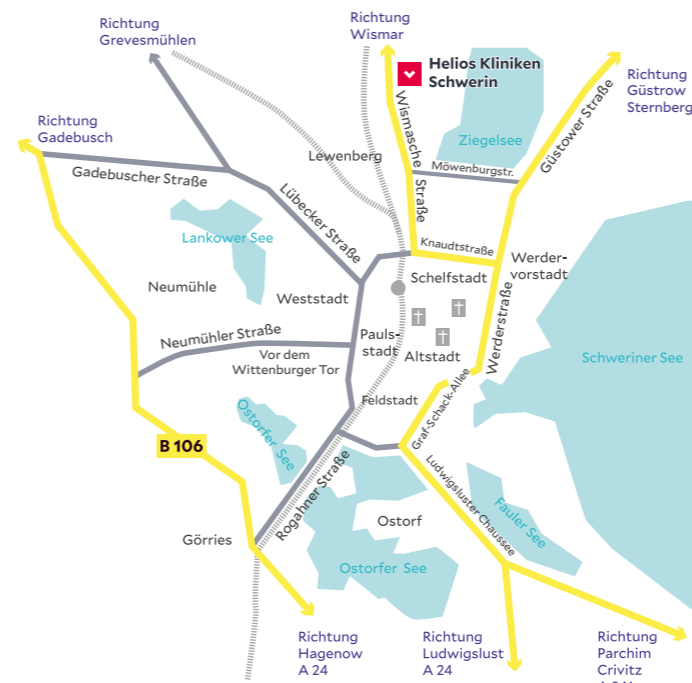 Richtung
Grevesmühlen
Richtung
Wismar
Helios Kliniken
Schwerin
Richtung
Güstrow
Sternberg
Richtung
Gadebusch
Wismasche
Straße
Ziegelsee
Güstower Straße
Lewenberg
Möwenburgstr.
Gadebuscher Straße
Lübecker Straße
Lankower See
Knaudtstraße
Werder-
vorstadt
Schelfstadt
Neumühle
Weststadt
Werderstraße
Neumühler Straße
Pauls-
stadt
Altstadt
Vor dem
Wittenburger Tor
Schweriner See
Feldstadt
Graf-Schack-Allee
Ostorfer See
B 106
Rogahner Straße
Ludwigsluster Chaussee
Fauler See
Ostorf
Görries
Ostorfer See
Richtung
Hagenow
A 24
Richtung
Ludwigslust
A 24
Richtung
Parchim
Crivitz